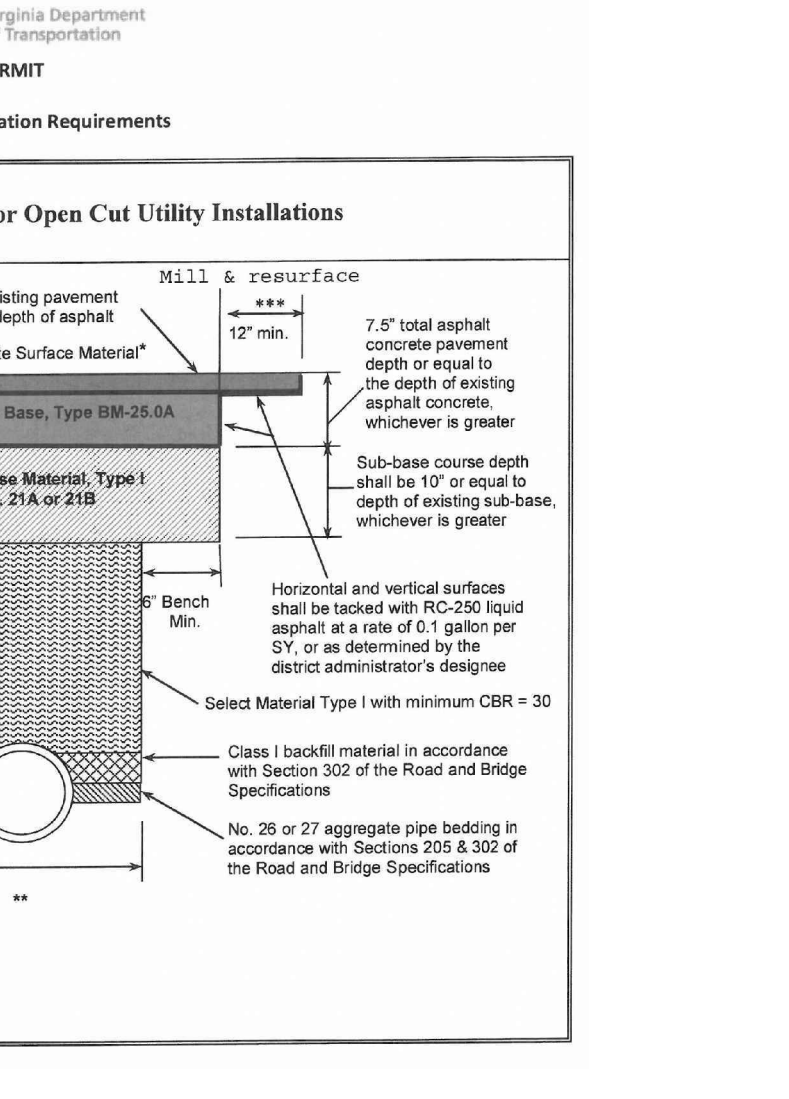 rginia Department
Transportation
RMIT
ation Requirements
or Open Cut Utility Installations
Mill & resurface
isting pavement
depth of asphalt
***
12" min.
te Surface Material*
7.5" total asphalt
concrete pavement
depth or equal to
the depth of existing
asphalt concrete,
whichever is greater
Base, Type BM-25.0A
Sub-base course depth
shall be 10" or equal to
depth of existing sub-base,
whichever is greater
se Material, Type I
. 21A or 21B
6" Bench
Min.
Horizontal and vertical surfaces
shall be tacked with RC-250 liquid
asphalt at a rate of 0.1 gallon per
SY, or as determined by the
district administrator's designee
Select Material Type I with minimum CBR = 30
Class I backfill material in accordance
with Section 302 of the Road and Bridge
Specifications
No. 26 or 27 aggregate pipe bedding in
accordance with Sections 205 & 302 of
the Road and Bridge Specifications
**